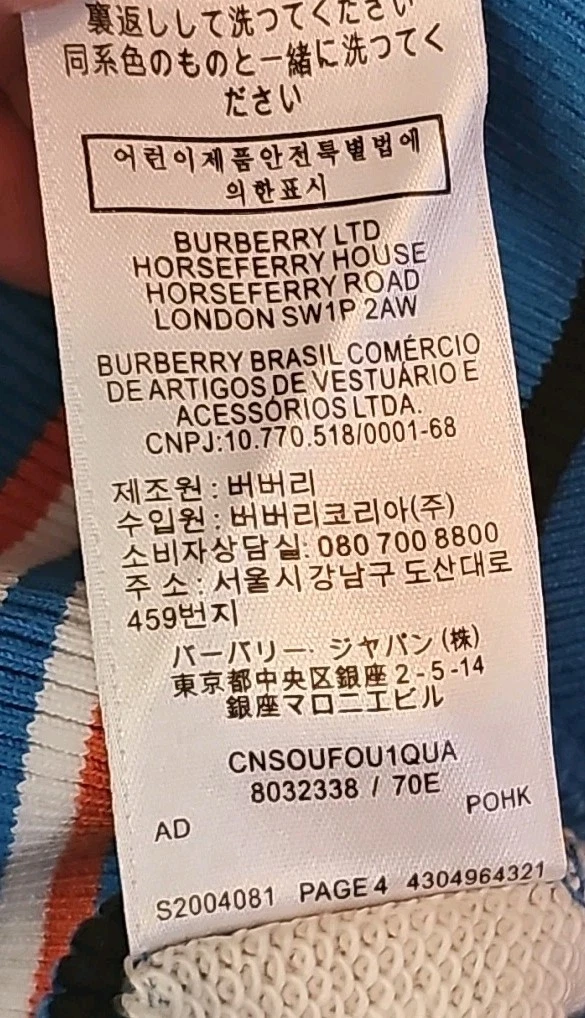 裏返しして洗つてください
同系色のものと一緒に洗つてく
ださい
어린이제품안전특별법에
의한표시
BURBERRY LTD
HORSEFERRY HOUSE
HORSEFERRY ROAD
LONDON SW1P 2AW
BURBERRY BRASIL COMÉRCIO
DE ARTIGOS DE VESTUÁRIO E
ACESSÓRIOS LTDA.
CNPJ:10.770.518/0001-68
제조원 : 버버리
수입원 : 버버리코리아(주)
소비자상담실: 080 700 8800
주 소 : 서울시 강남구 도산대로
459번지
バーバリー・ジャパン (株)
東京都中央区銀座 2-5-14
銀座マロニエビル
CNSOUFOU1QUA
8032338 / 70E
POHK
AD
S2004081 PAGE 4 4304964321